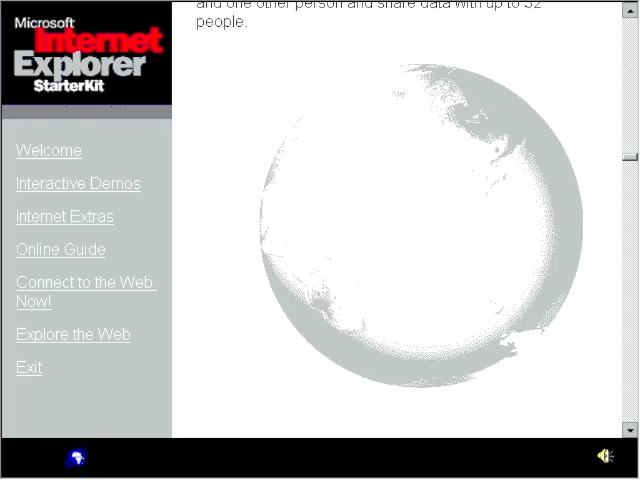 and one other person and share data with up to 32
people.
Microsoft
Internet
Explorer
StarterKit
Welcome
Interactive Demos
Internet Extras
Online Guide
Connect to the Web
Now!
Explore the Web
Exit